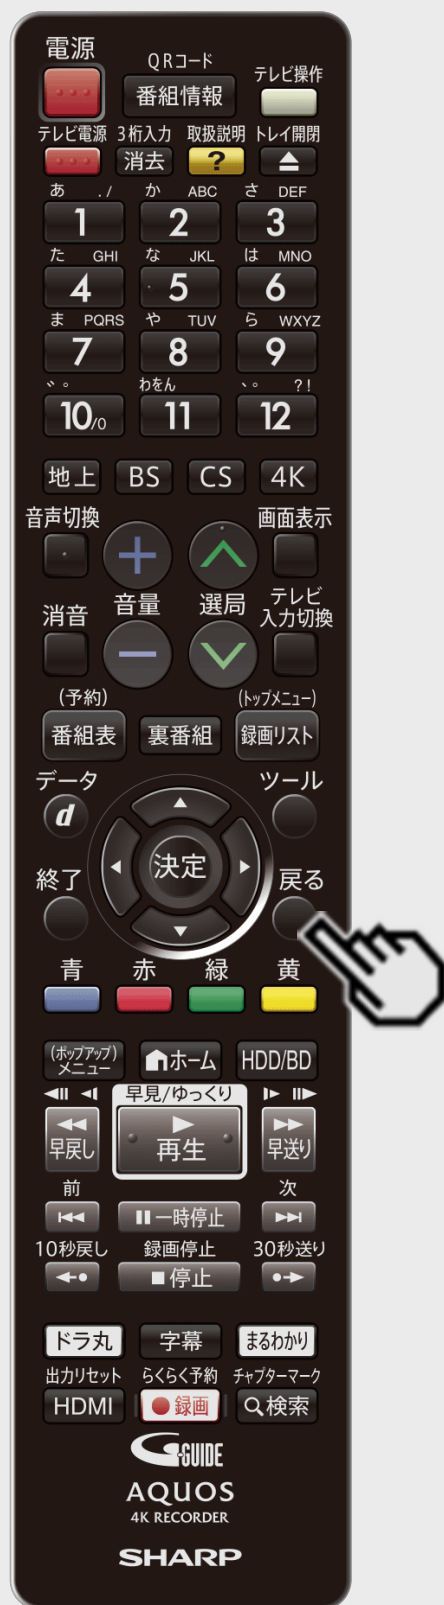 電源
QRコード
テレビ操作
番組情報
テレビ電源 3桁入力 取扱説明 トレイ開閉
消去 ?
あ ./ か ABC さ DEF
1 2 3
た GHI な JKL は MNO
4 5 6
ま PQRS や TUV ら WXYZ
7 8 9
゛゜ わをん 、。 ?!
10/0 11 12
地上 BS CS 4K
音声切換 画面表示
+
消音 音量 選局 テレビ
入力切換
−
(予約) (トップメニュー)
番組表 裏番組 録画リスト
データ ツール
d
決定
終了 戻る
青 赤 緑 黄
(ポップアップ)
メニュー ホーム HDD/BD
早見/ゆっくり
早戻し 再生 早送り
前 次
一時停止
10秒戻し 録画停止 30秒送り
停止
ドラ丸 字幕 まるわかり
出力リセット らくらく予約 チャプターマーク
HDMI 録画 検索
G-GUIDE
AQUOS
4K RECORDER
SHARP